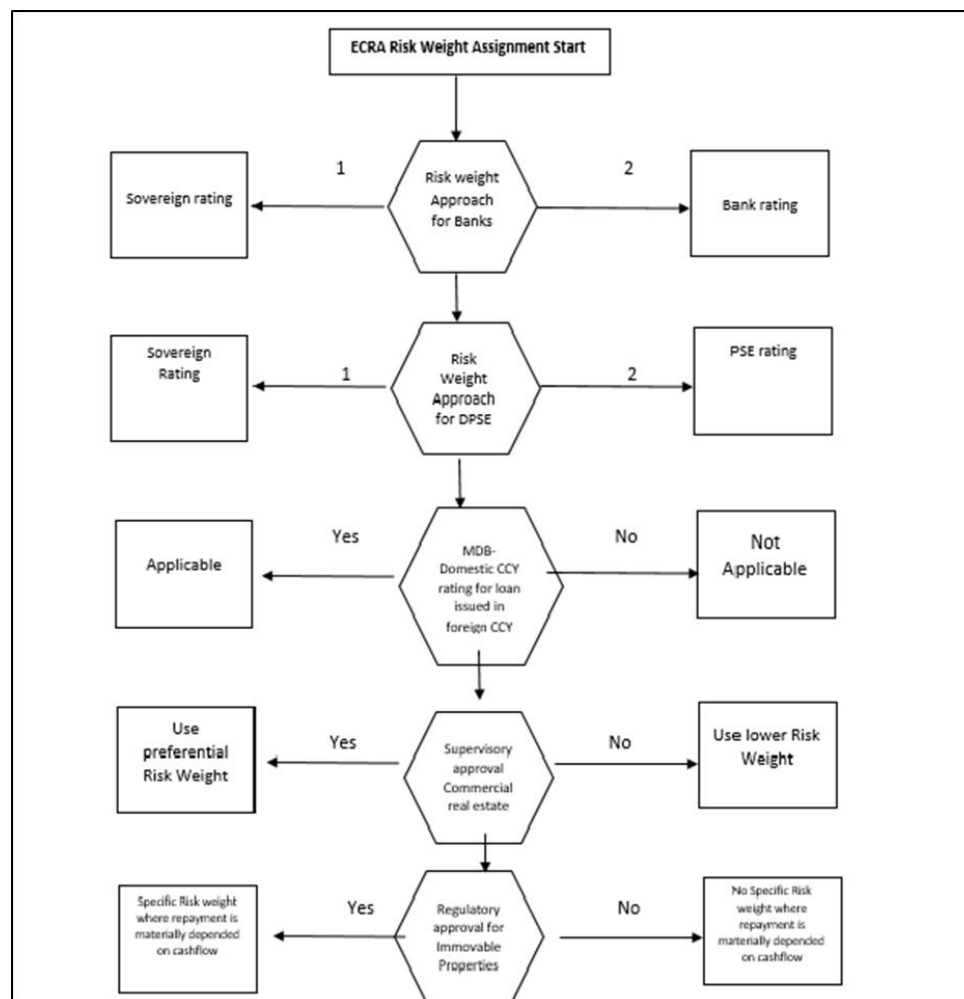 ECRA Risk Weight Assignment Start
1
2
Sovereign rating
Risk weight
Approach
for Banks
Bank rating
Sovereign
Rating
1
Risk
Weight
Approach
for DPSE
2
PSE rating
Applicable
Yes
MDB-
Domestic CCY
rating for loan
issued in
foreign CCY
No
Not
Applicable
Use
preferential
Risk Weight
Yes
Supervisory
approval
Commercial
real estate
No
Use lower Risk
Weight
Specific Risk weight
where repayment is
materially depended
on cashflow
Yes
Regulatory
approval for
Immovable
Properties
No
No Specific Risk
weight where
repayment is
materially depended
on cashflow